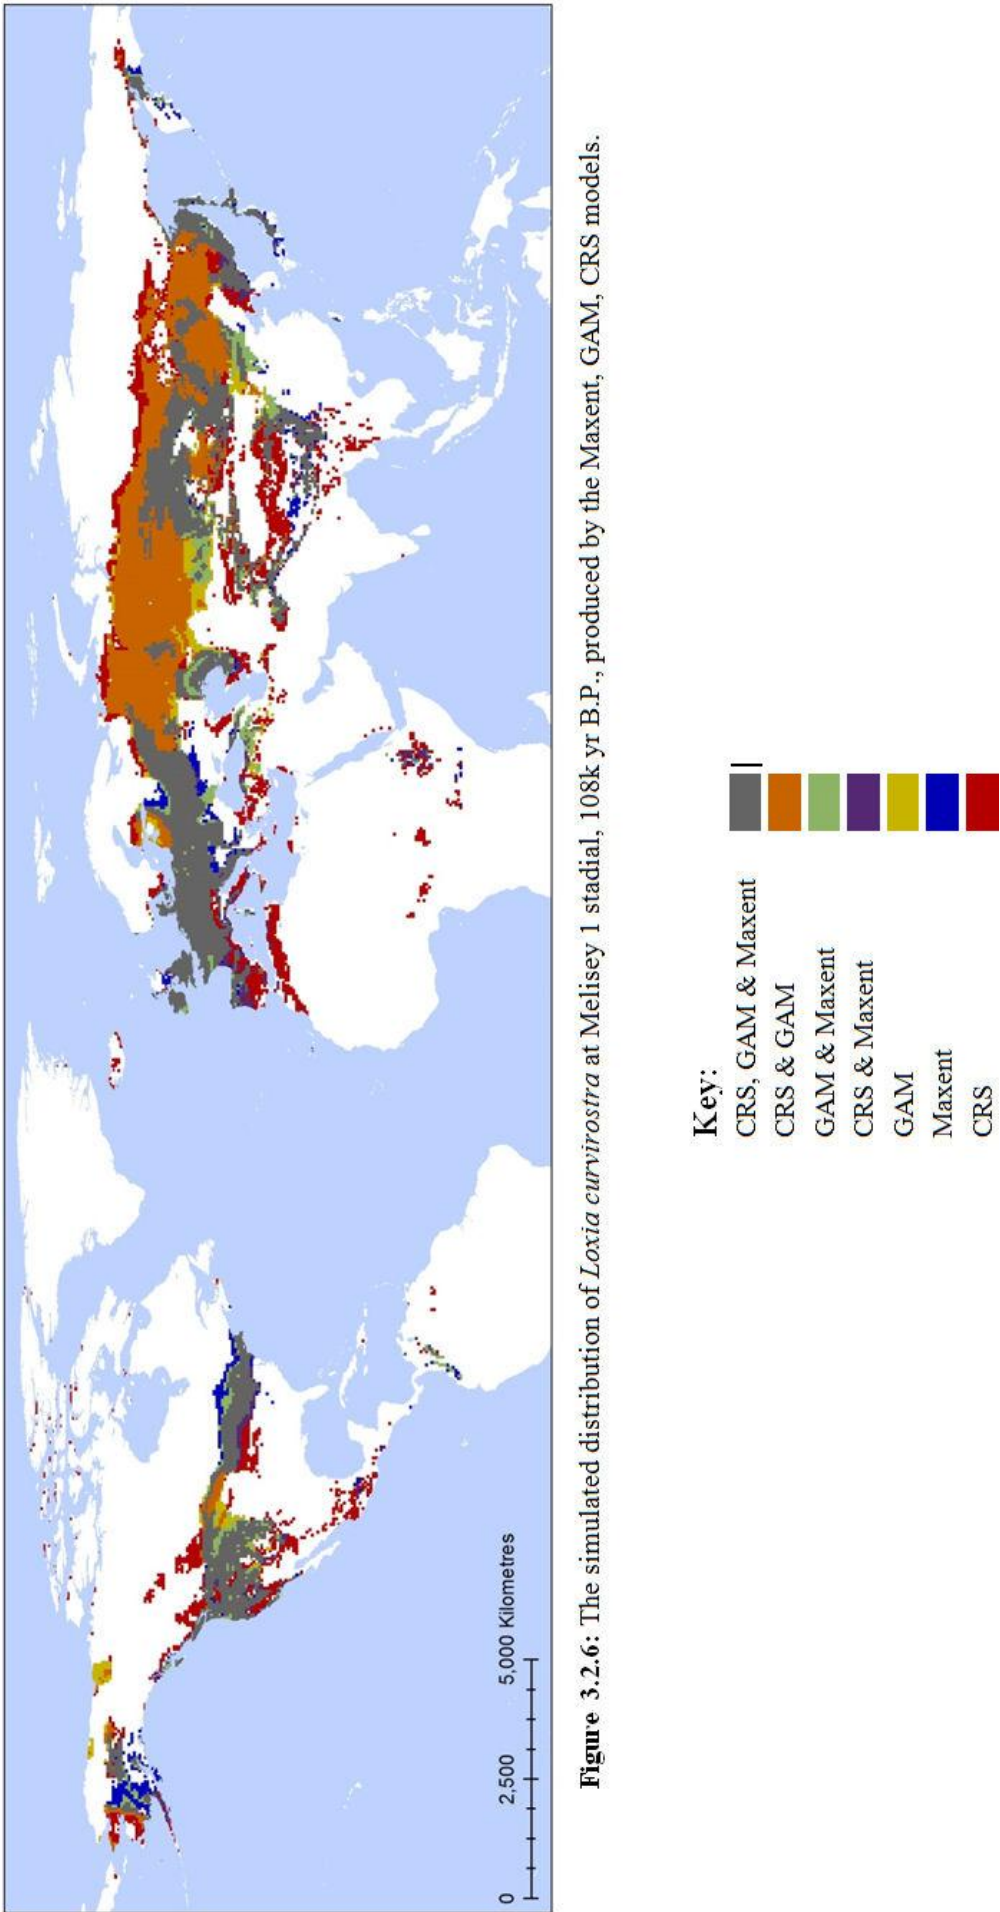 0 2,500 5,000 Kilometres
Figure 3.2.6: The simulated distribution of Loxia curvirostra at Melisey 1 stadial, 108k yr B.P., produced by the Maxent, GAM, CRS models.
Key:
CRS, GAM & Maxent
CRS & GAM
GAM & Maxent
CRS & Maxent
GAM
Maxent
CRS